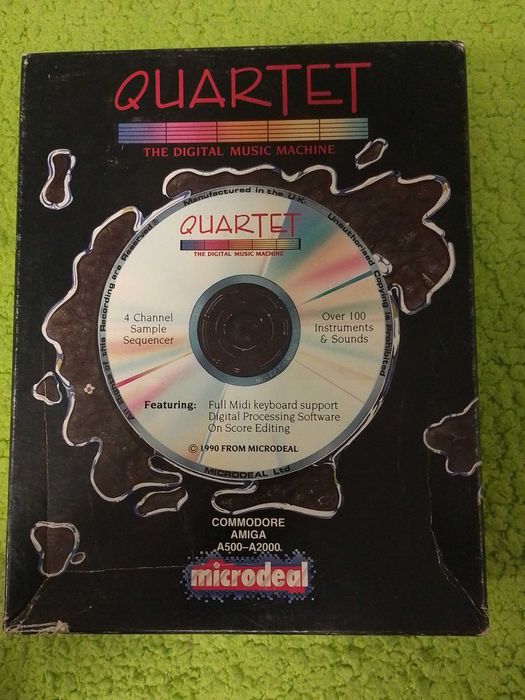 QUARTET
THE DIGITAL MUSIC MACHINE
All rights of this Recording are Reserved. Manufactured in the U.K. Unauthorised Copying is Prohibited
QUARTET
THE DIGITAL MUSIC MACHINE
4 Channel
Sample
Sequencer
Over 100
Instruments
& Sounds
Featuring: Full Midi keyboard support
Digital Processing Software
On Score Editing
© 1990 FROM MICRODEAL
MICRODEAL Ltd
COMMODORE
AMIGA
A500-A2000
microdeal